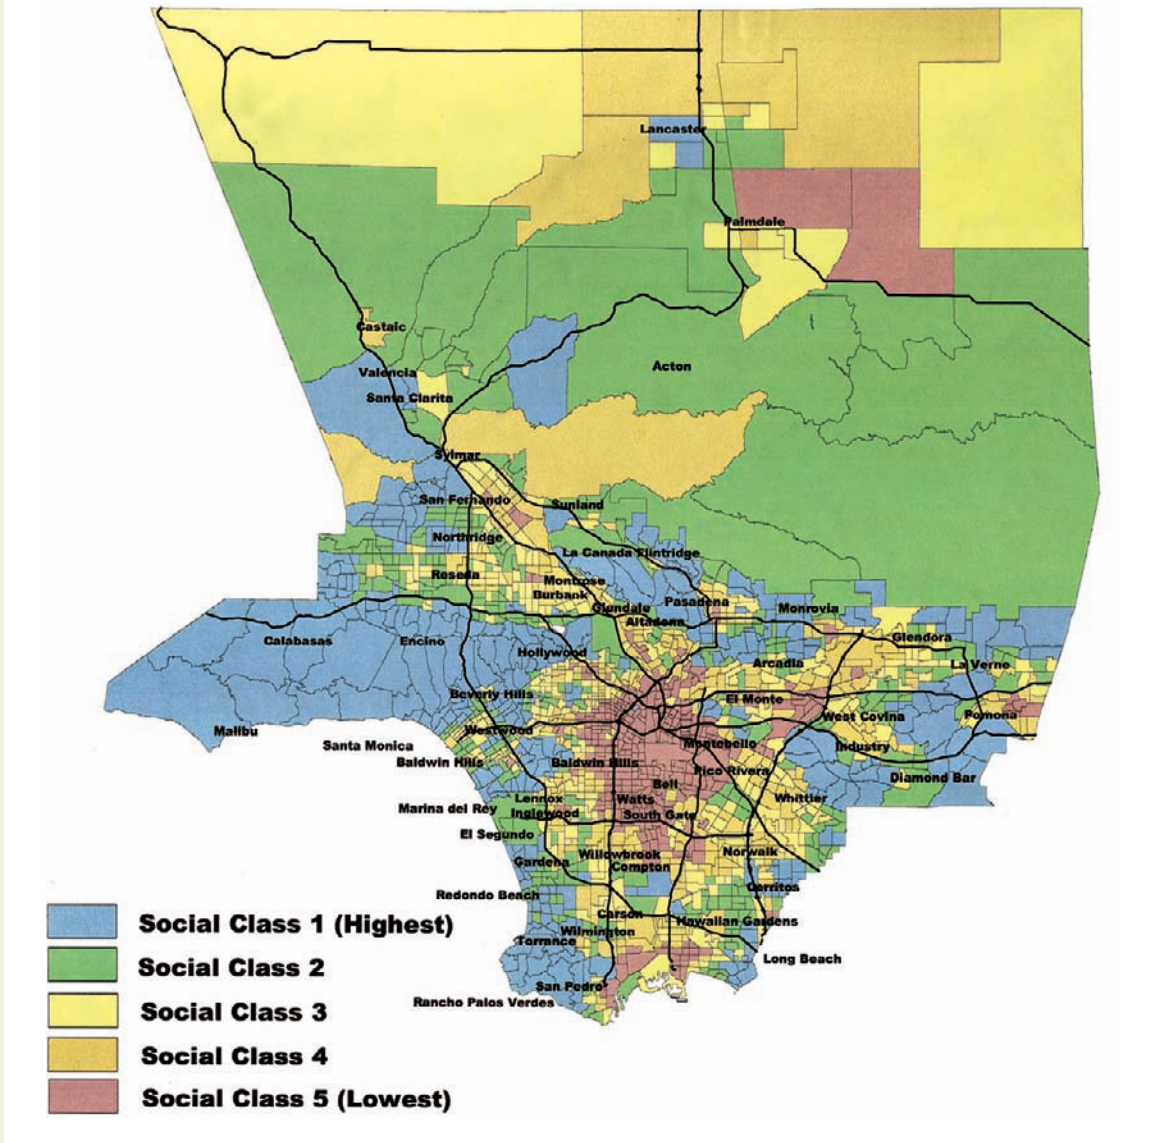 Lancaster
Palmdale
Castaic
Valencia
Acton
Santa Clarita
Sylmar
San Fernando
Sunland
Northridge
La Canada Flintridge
Reseda
Montrose
Burbank
Glendale
Pasadena
Monrovia
Altadena
Calabasas
Encino
Glendora
Hollywood
Arcadia
La Verne
Beverly Hills
El Monte
West Covina
Pomona
Malibu
Westwood
Santa Monica
Montebello
Industry
Baldwin Hills
Baldwin Hills
Pico Rivera
Diamond Bar
Bell
Lennox
Watts
Whittier
Marina del Rey
Inglewood
South Gate
El Segundo
Willowbrook
Norwalk
Gardena
Compton
Cerritos
Redondo Beach
Carson
Hawaiian Gardens
Wilmington
Torrance
Long Beach
San Pedro
Rancho Palos Verdes
Social Class 1 (Highest)
Social Class 2
Social Class 3
Social Class 4
Social Class 5 (Lowest)